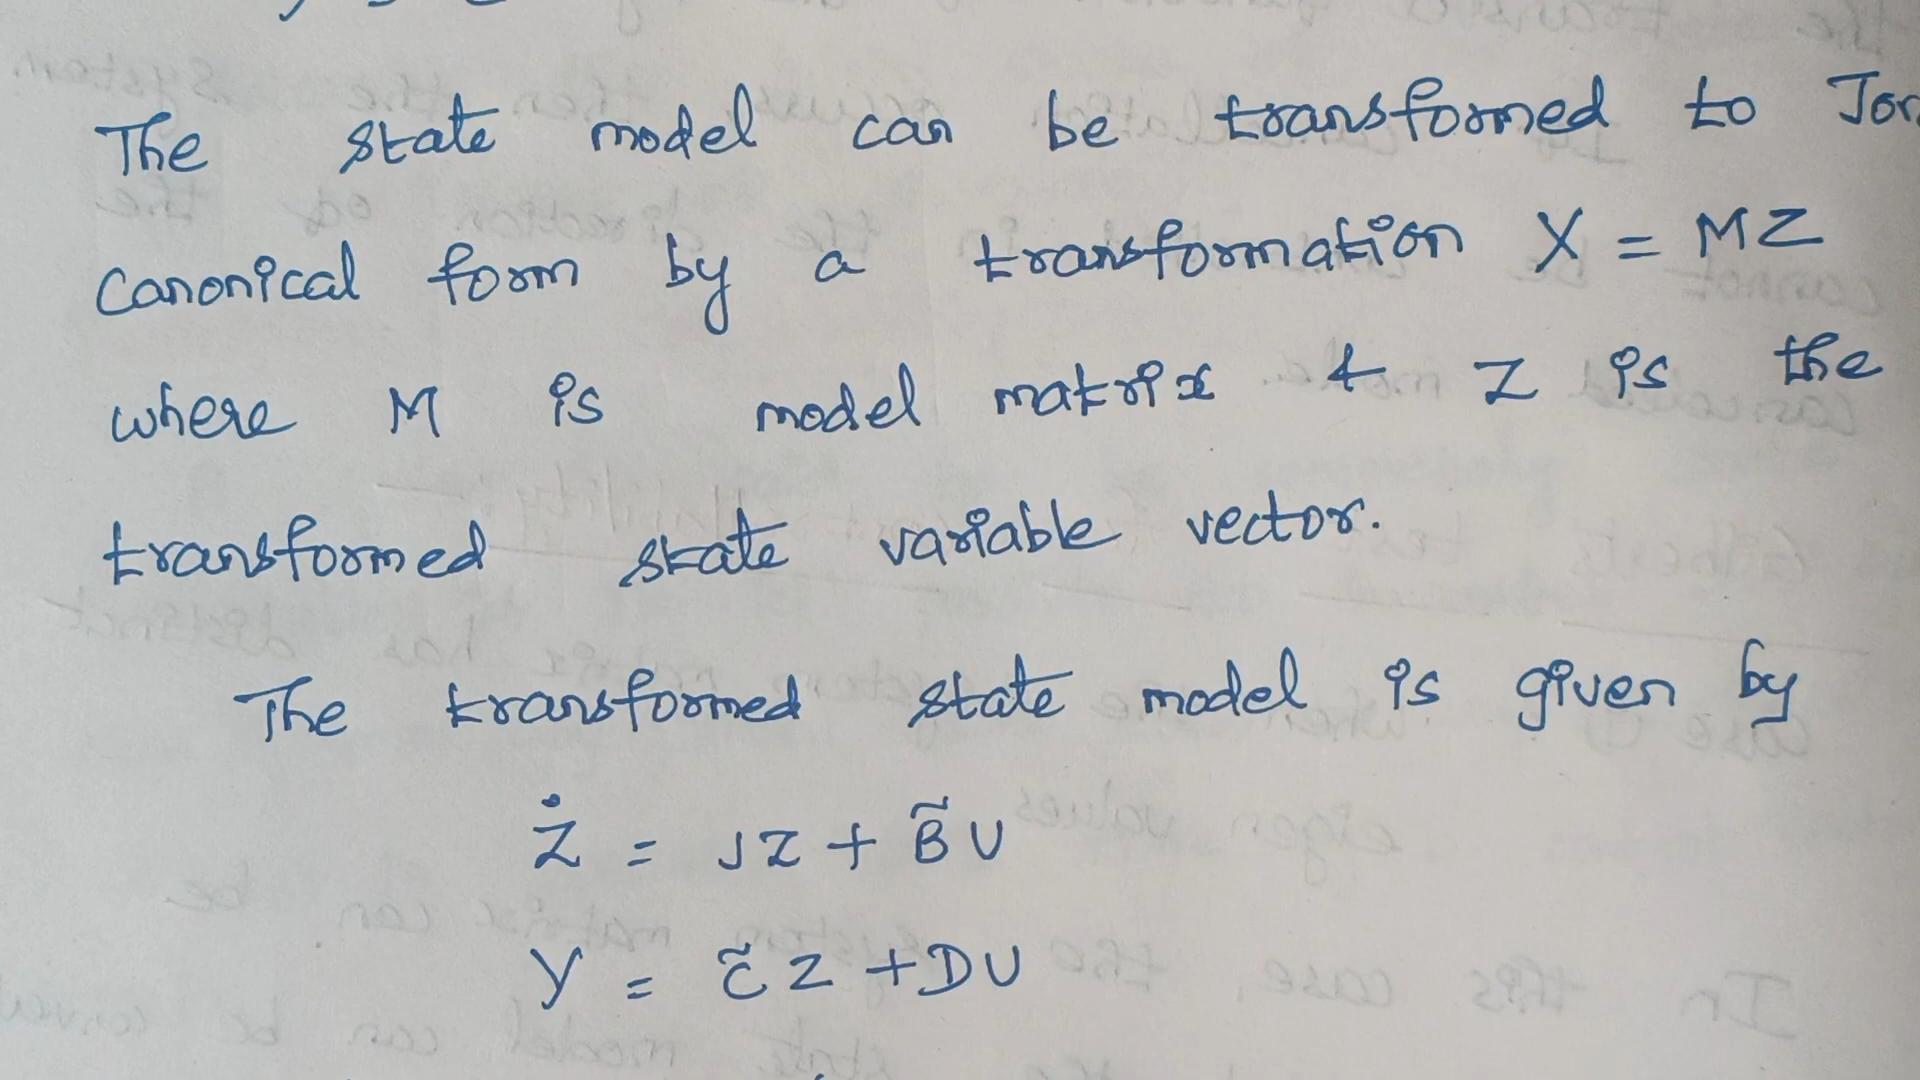 The state model can be transformed to Jor
canonical form by a transformation X = MZ
where M is model matrix & Z is the
transformed state variable vector.
The transformed state model is given by
Ż = JZ + B̃U
Y = C̃Z + DU